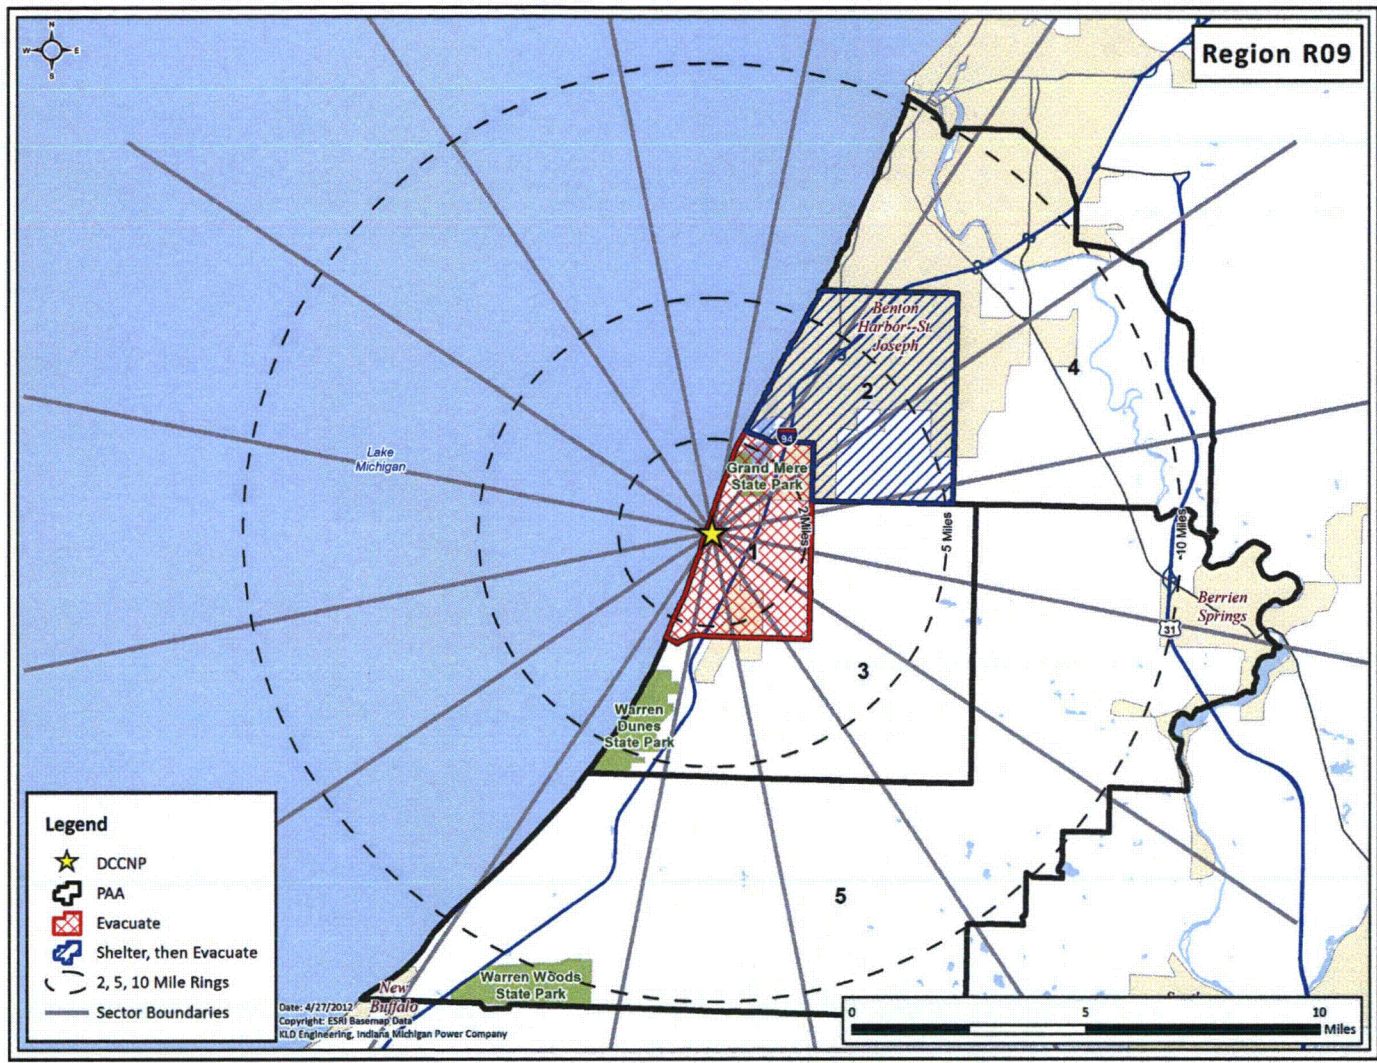 N
W E
S
Region R09
Benton
Harbor--St.
Joseph
2
4
94
Lake
Michigan
Grand Mere
State Park
2 Miles
5 Miles
10 Miles
1
Berrien
Springs
31
3
Warren
Dunes
State Park
Legend
DCCNP
PAA
Evacuate
Shelter, then Evacuate
2, 5, 10 Mile Rings
Sector Boundaries
5
Warren Woods
State Park
New
Buffalo
Date: 4/27/2012
Copyright: ESRI Basemap Data
KLD Engineering, Indiana Michigan Power Company
0 5 10
Miles